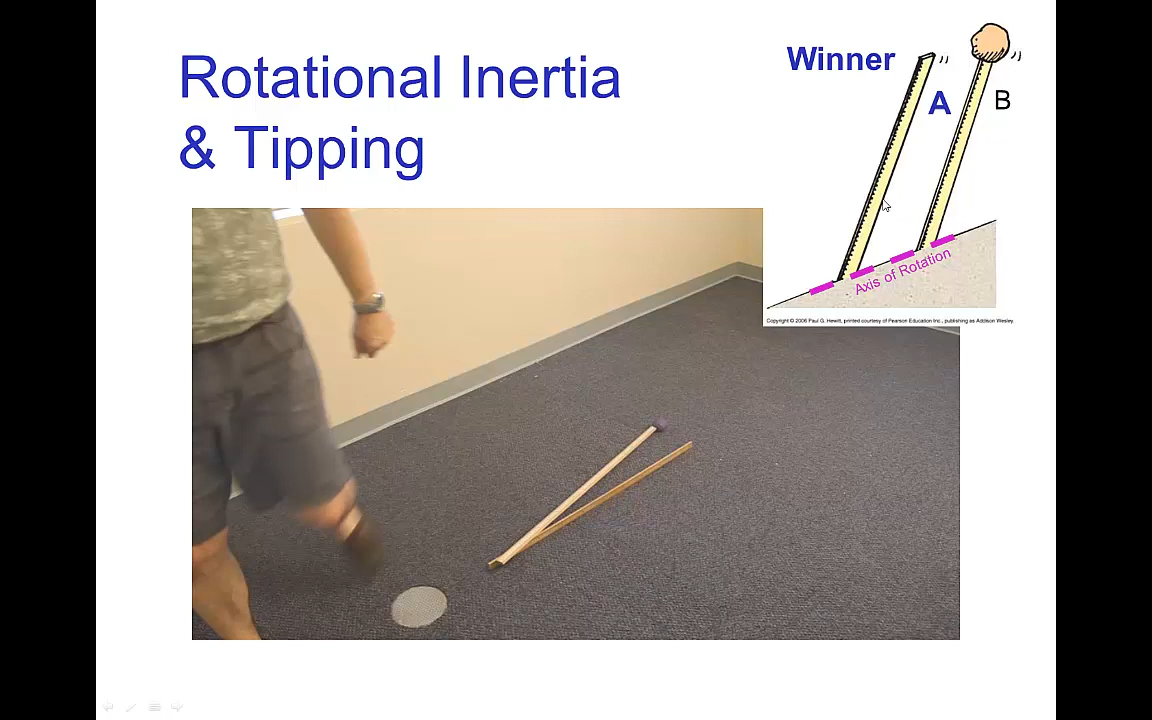 Rotational Inertia
& Tipping
Winner
A
B
Axis of Rotation
Copyright © 2006 Paul G. Hewitt, printed courtesy of Pearson Education Inc., publishing as Addison Wesley.